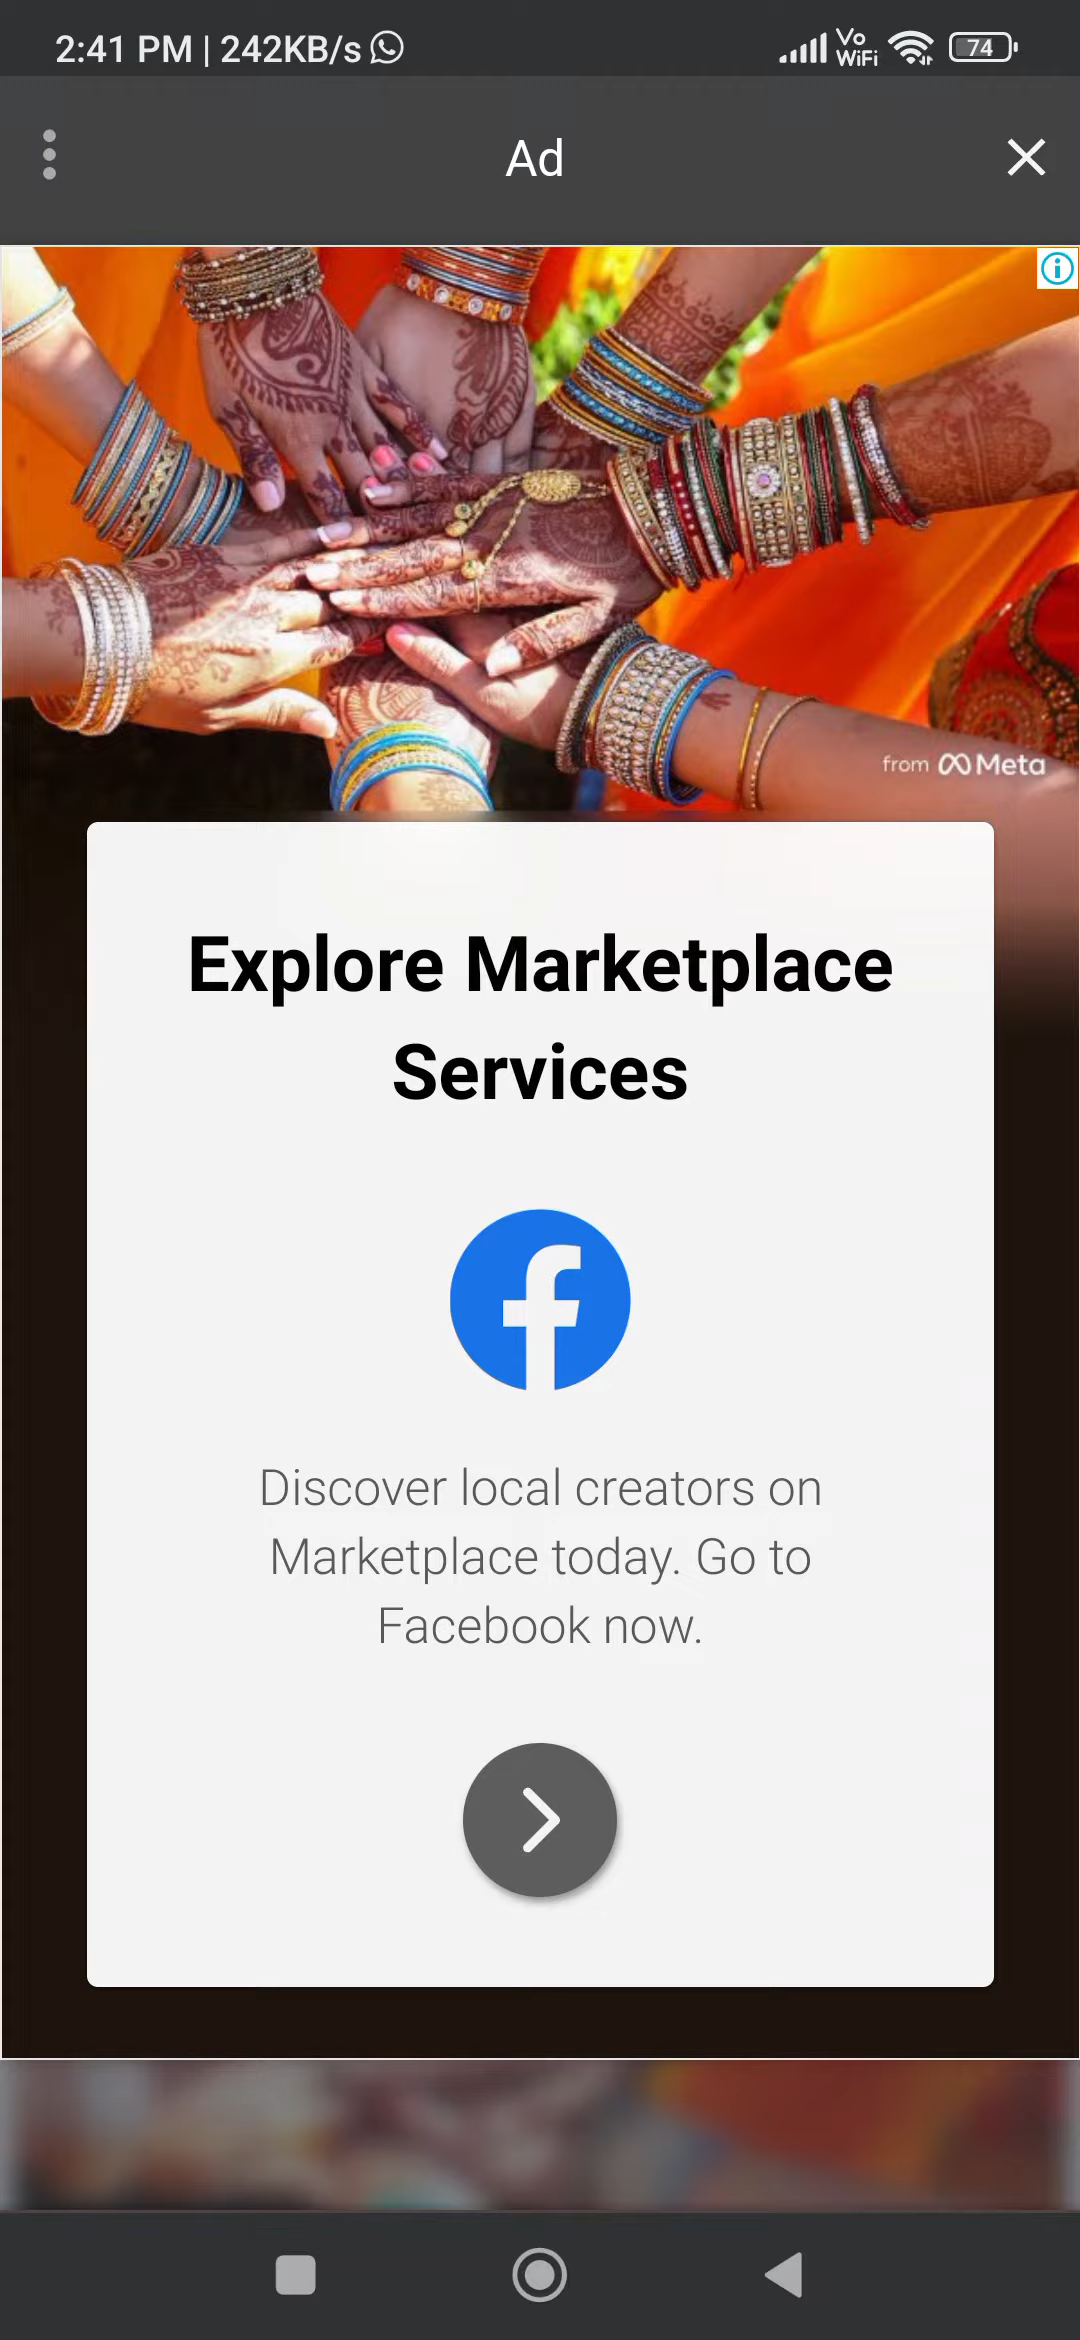 2:41 PM | 242KB/s
Vo
WiFi
74
Ad
from Meta
Explore Marketplace
Services
Discover local creators on
Marketplace today. Go to
Facebook now.